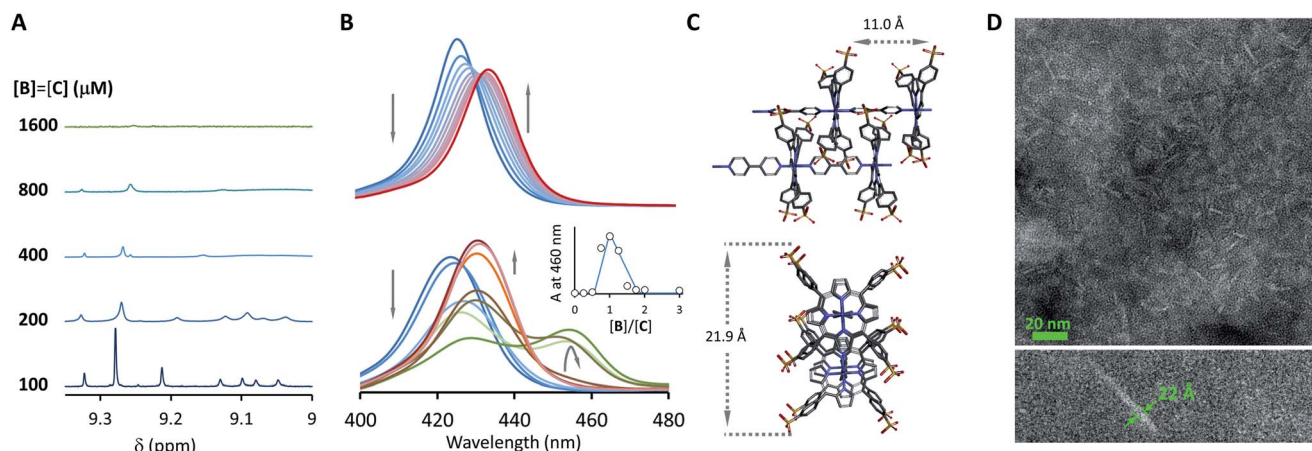 A
[B]=[C] (μM)
1600
800
400
200
100
9.3 9.2 9.1 9
δ (ppm)
B
A at 460 nm
0 1 2 3
[B]/[C]
400 420 440 460 480
Wavelength (nm)
C
11.0 Å
21.9 Å
D
20 nm
22 Å